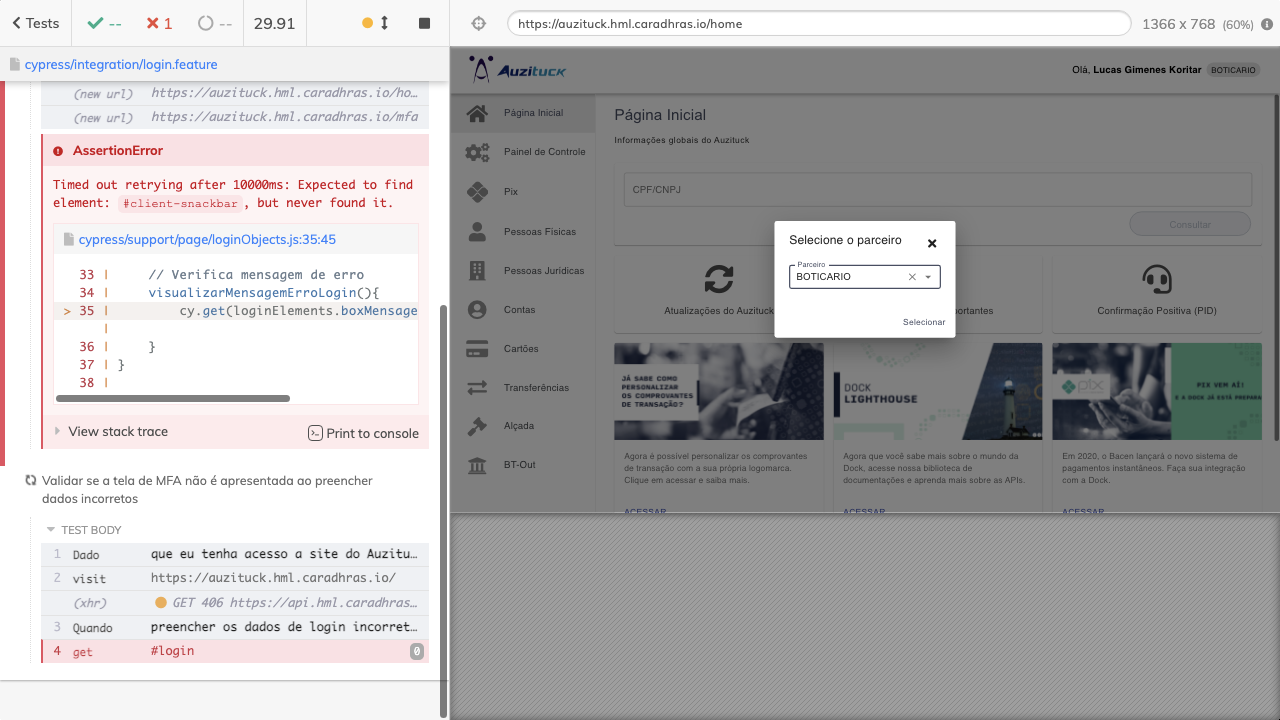 Tests
--
1
--
29.91
https://auzituck.hml.caradhras.io/home
1366 x 768 (60%)
cypress/integration/login.feature
(new url) https://auzituck.hml.caradhras.io/ho…
(new url) https://auzituck.hml.caradhras.io/mfa
AssertionError
Timed out retrying after 10000ms: Expected to find
element: #client-snackbar, but never found it.
cypress/support/page/loginObjects.js:35:45
33 | // Verifica mensagem de erro
34 | visualizarMensagemErroLogin(){
> 35 | cy.get(loginElements.boxMensage
|
36 | }
37 | }
38 |
View stack trace
Print to console
Validar se a tela de MFA não é apresentada ao preencher
dados incorretos
TEST BODY
1 Dado que eu tenha acesso a site do Auzitu…
2 visit https://auzituck.hml.caradhras.io/
(xhr) GET 406 https://api.hml.caradhras…
3 Quando preencher os dados de login incorret…
4 get #login 0
Auzituck
Olá, Lucas Gimenes Koritar BOTICARIO
Página Inicial
Painel de Controle
Pix
Pessoas Físicas
Pessoas Jurídicas
Contas
Cartões
Transferências
Alçada
BT-Out
Página Inicial
Informações globais do Auzituck
CPF/CNPJ
Consultar
Selecione o parceiro
Parceiro
BOTICARIO
Selecionar
Atualizações do Auzituck
portantes
Confirmação Positiva (PID)
JÁ SABE COMO
PERSONALIZAR
OS COMPROVANTES
DE TRANSAÇÃO?
Agora é possível personalizar os comprovantes
de transação com a sua própria logomarca.
Clique em acessar e saiba mais.
ACESSAR
DOCK
LIGHTHOUSE
Agora que você sabe mais sobre o mundo da
Dock, acesse nossa biblioteca de
documentações e aprenda mais sobre as APIs.
ACESSAR
pix
PIX VEM AÍ!
E A DOCK JÁ ESTÁ PREPARA
Em 2020, o Bacen lançará o novo sistema de
pagamentos instantâneos. Faça sua integração
com a Dock.
ACESSAR